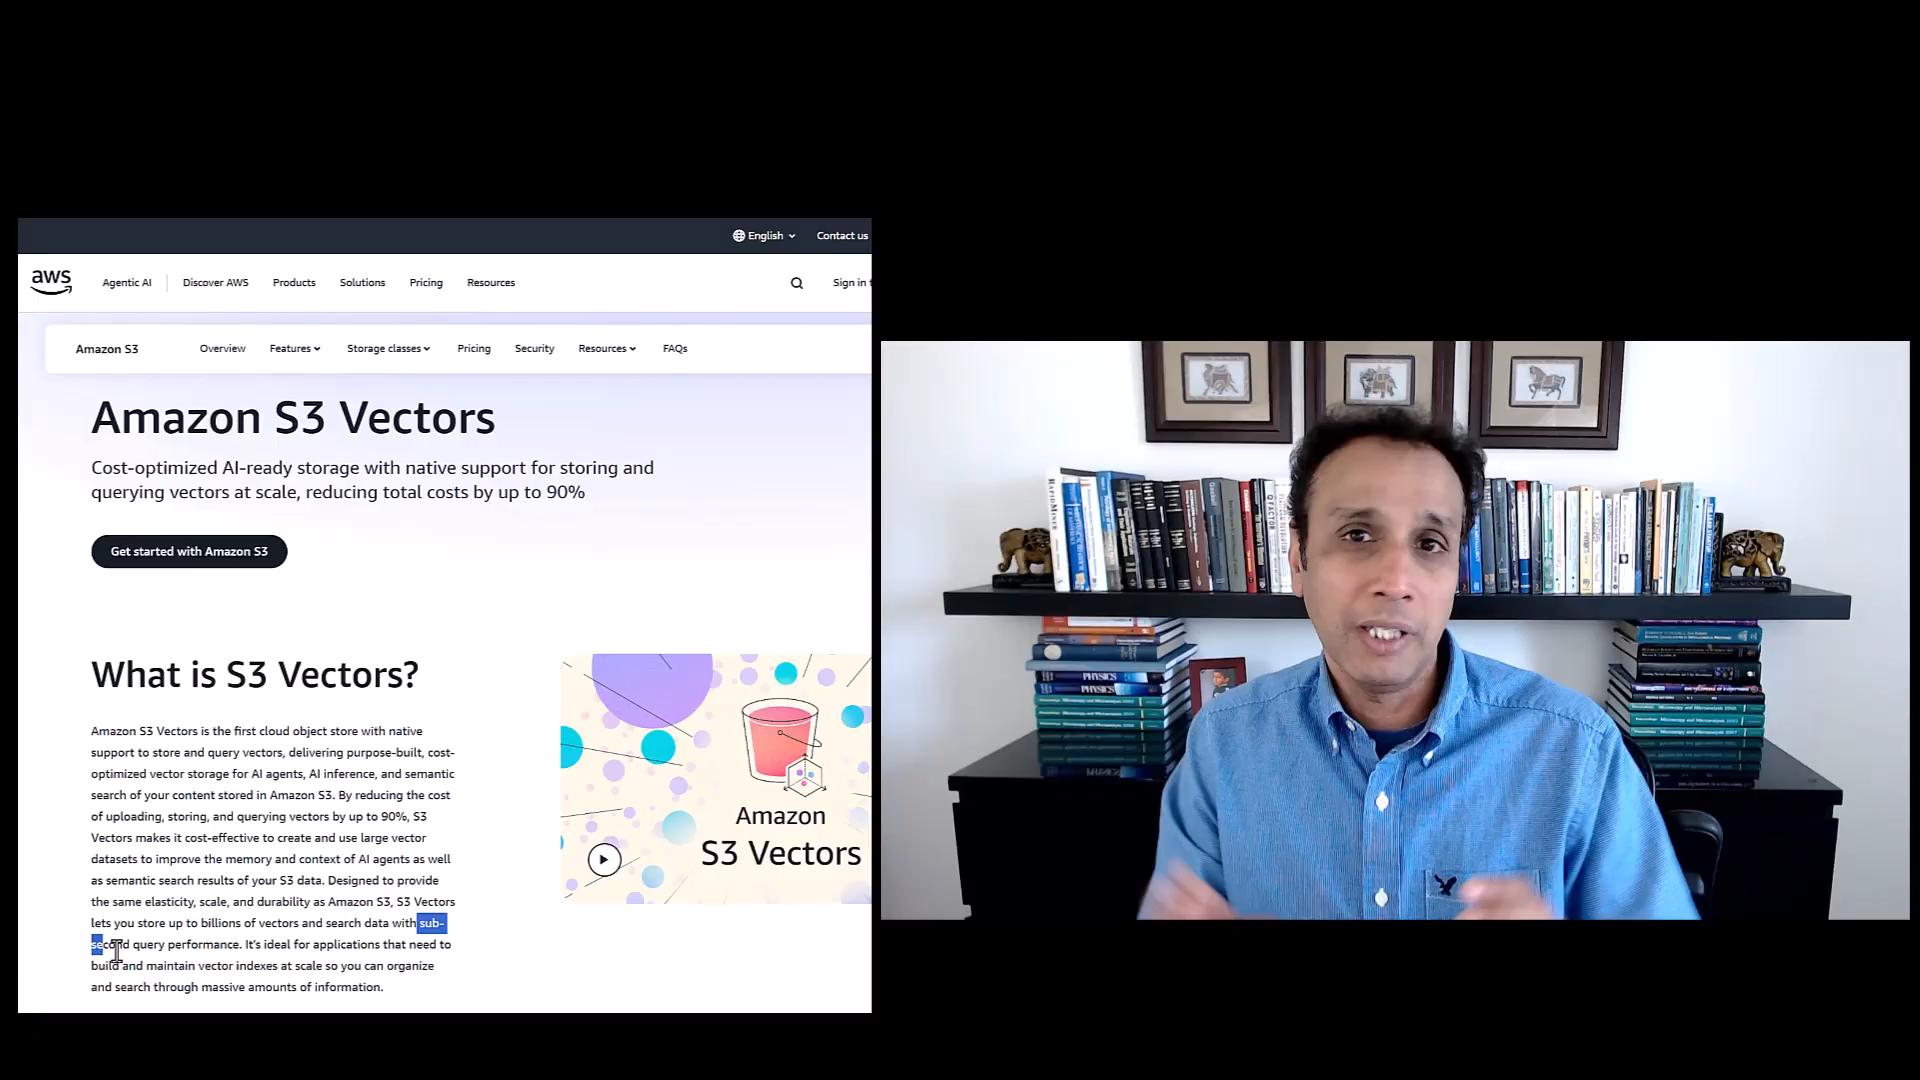 English
Contact us
aws
Agentic AI
Discover AWS
Products
Solutions
Pricing
Resources
Sign in
Amazon S3
Overview
Features
Storage classes
Pricing
Security
Resources
FAQs
Amazon S3 Vectors
Cost-optimized AI-ready storage with native support for storing and
querying vectors at scale, reducing total costs by up to 90%
Get started with Amazon S3
What is S3 Vectors?
Amazon S3 Vectors is the first cloud object store with native
support to store and query vectors, delivering purpose-built, cost-
optimized vector storage for AI agents, AI inference, and semantic
search of your content stored in Amazon S3. By reducing the cost
of uploading, storing, and querying vectors by up to 90%, S3
Vectors makes it cost-effective to create and use large vector
datasets to improve the memory and context of AI agents as well
as semantic search results of your S3 data. Designed to provide
the same elasticity, scale, and durability as Amazon S3, S3 Vectors
lets you store up to billions of vectors and search data with sub-
second query performance. It's ideal for applications that need to
build and maintain vector indexes at scale so you can organize
and search through massive amounts of information.
Amazon
S3 Vectors
RAPIDMINER
Q FACTOR
PHYSICS
PHYSICS